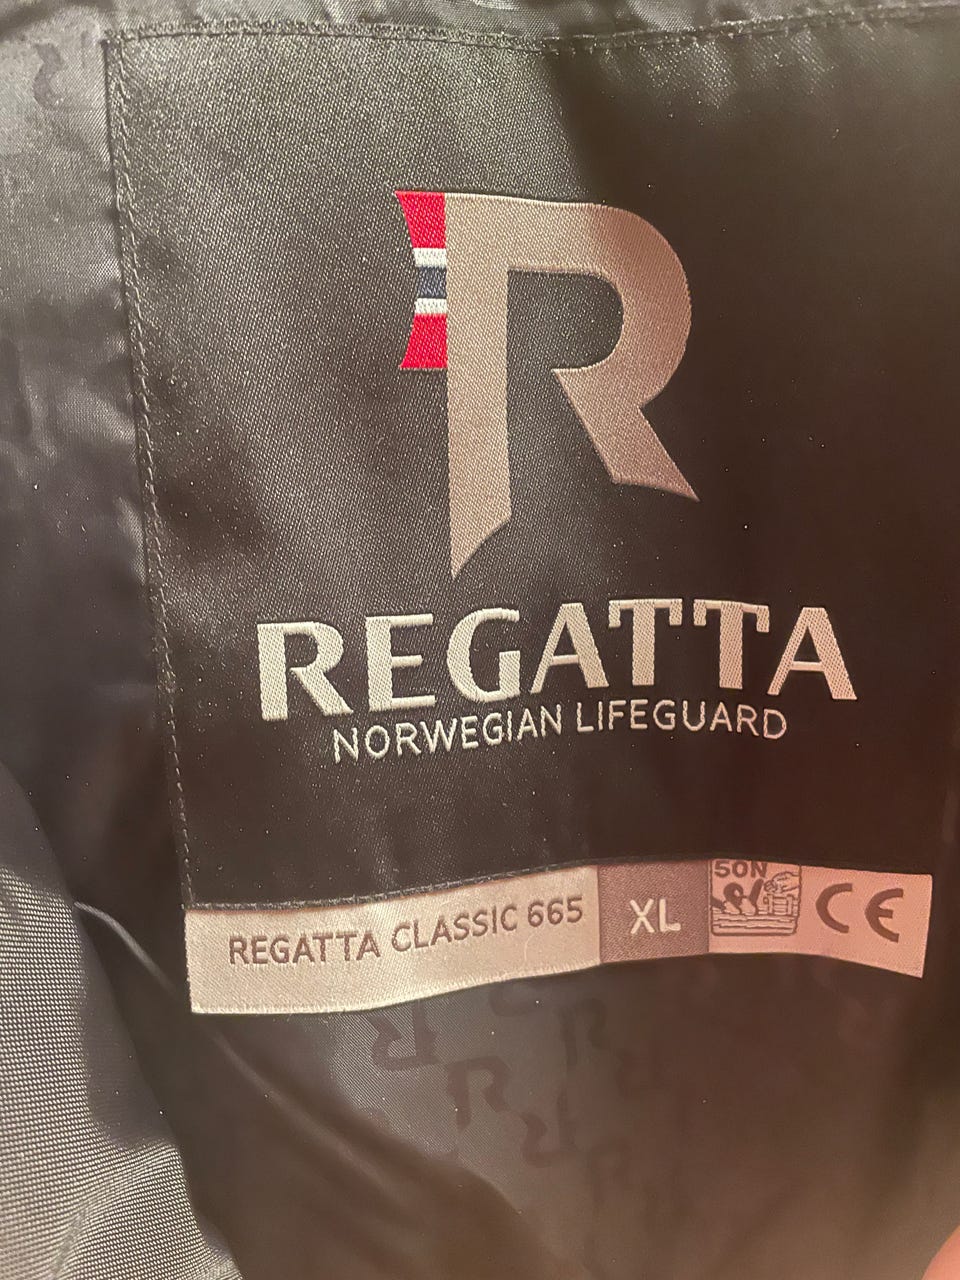 R
REGATTA
NORWEGIAN LIFEGUARD
REGATTA CLASSIC 665 XL 50N CE